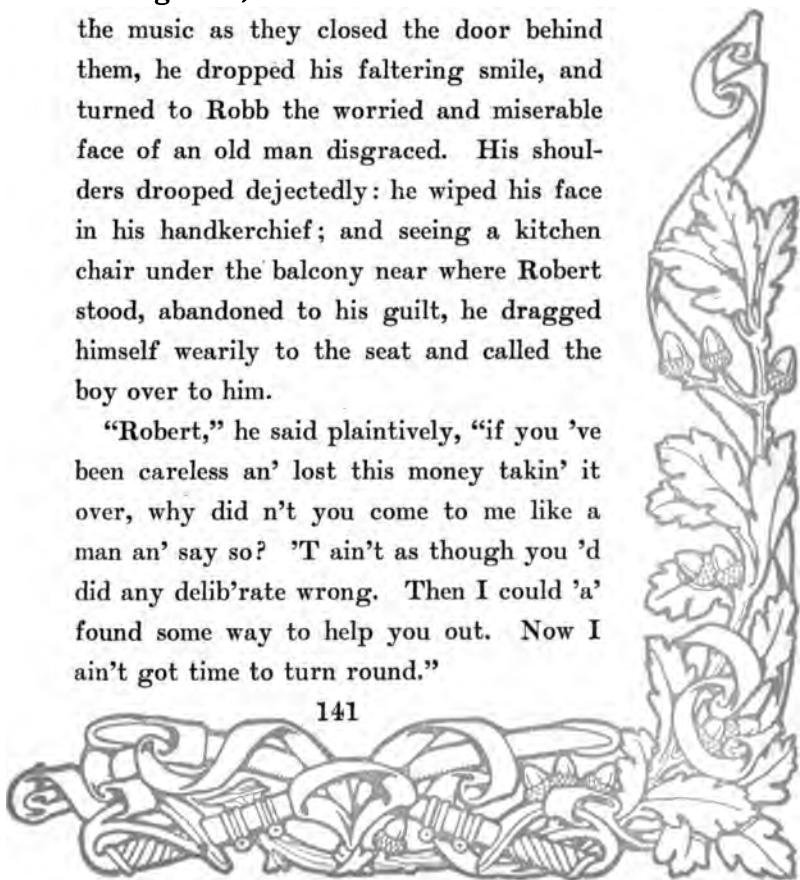 the music as they closed the door behind
them, he dropped his faltering smile, and
turned to Robb the worried and miserable
face of an old man disgraced. His shoul-
ders drooped dejectedly: he wiped his face
in his handkerchief; and seeing a kitchen
chair under the balcony near where Robert
stood, abandoned to his guilt, he dragged
himself wearily to the seat and called the
boy over to him.
“Robert,” he said plaintively, “if you ’ve
been careless an’ lost this money takin’ it
over, why did n’t you come to me like a
man an’ say so? ’T ain’t as though you ’d
did any delib’rate wrong. Then I could ’a’
found some way to help you out. Now I
ain’t got time to turn round.”
141